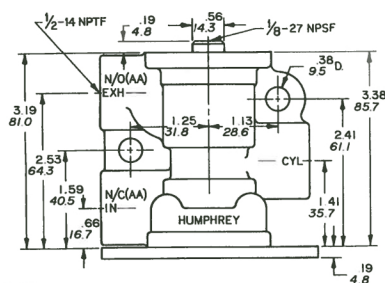 1/2-14 NPTF
.19
4.8
.56
14.3
1/8-27 NPSF
N/O(AA)
EXH
.38 D.
9.5
3.19
81.0
1.25
31.8
1.13
28.6
3.38
85.7
2.53
64.3
2.41
61.1
1.59
40.5
N/C(AA)
IN
CYL
.66
16.7
HUMPHREY
1.41
35.7
.19
4.8